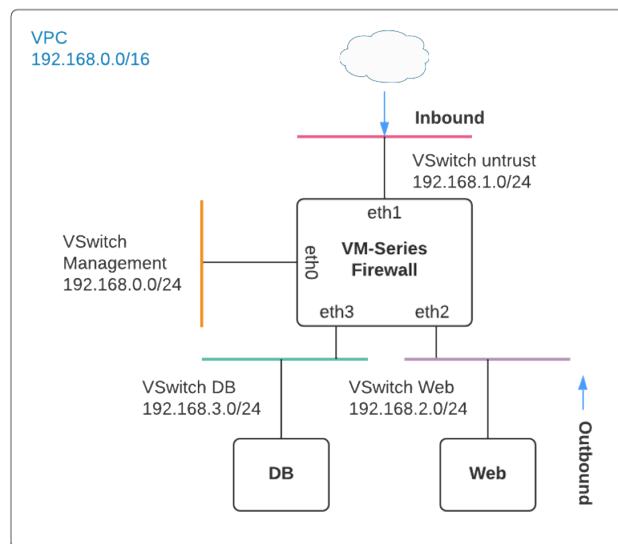 VPC
192.168.0.0/16
Inbound
VSwitch untrust
192.168.1.0/24
eth1
VSwitch
Management
192.168.0.0/24
eth0
VM-Series
Firewall
eth3
eth2
VSwitch DB
192.168.3.0/24
VSwitch Web
192.168.2.0/24
Outbound
DB
Web